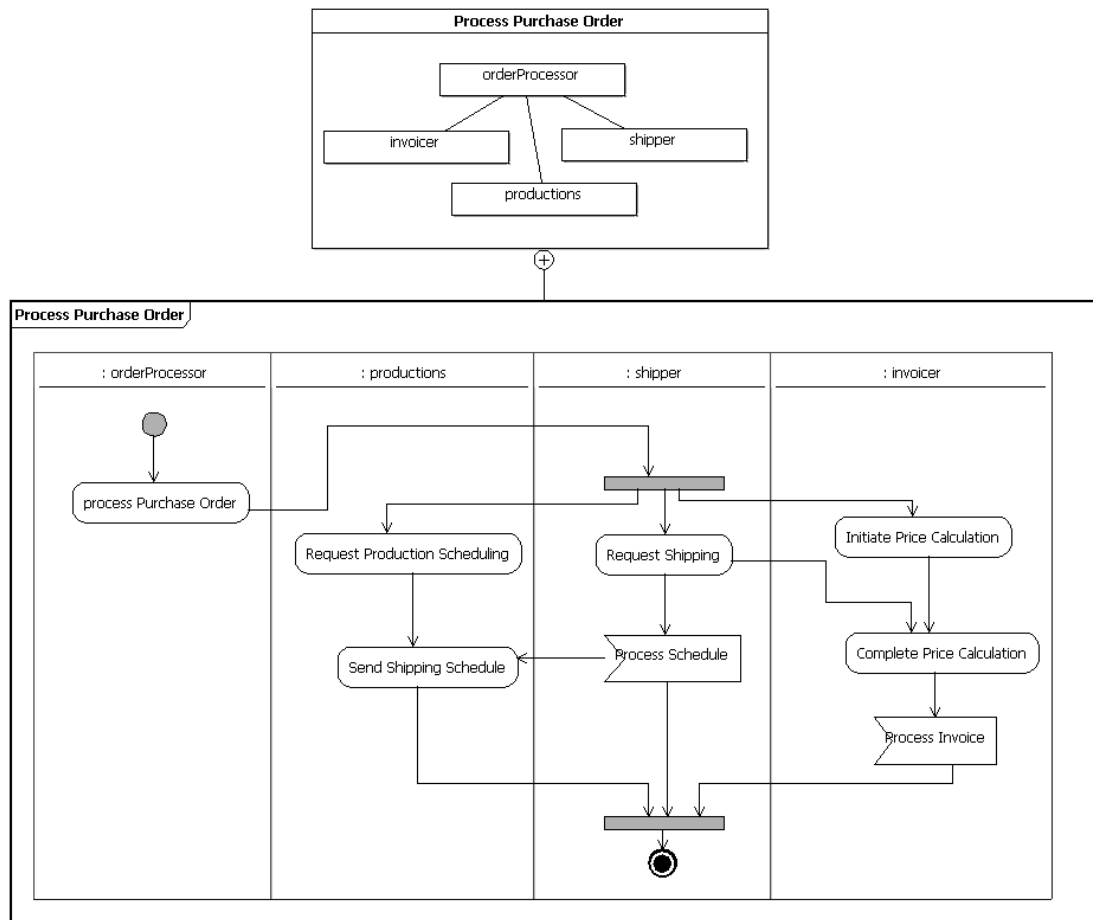 Process Purchase Order
orderProcessor
invoicer
shipper
productions
Process Purchase Order
: orderProcessor
: productions
: shipper
: invoicer
process Purchase Order
Request Production Scheduling
Request Shipping
Initiate Price Calculation
Send Shipping Schedule
Process Schedule
Complete Price Calculation
Process Invoice